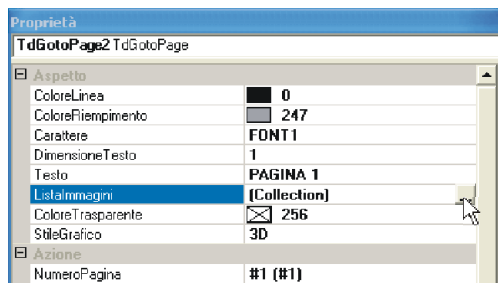 Proprietà
TdGotoPage2 TdGotoPage
Aspetto
ColoreLinea 0
ColoreRiempimento 247
Carattere FONT1
DimensioneTesto 1
Testo PAGINA 1
ListaImmagini (Collection) ...
ColoreTrasparente 256
StileGrafico 3D
Azione
NumeroPagina #1 (#1)